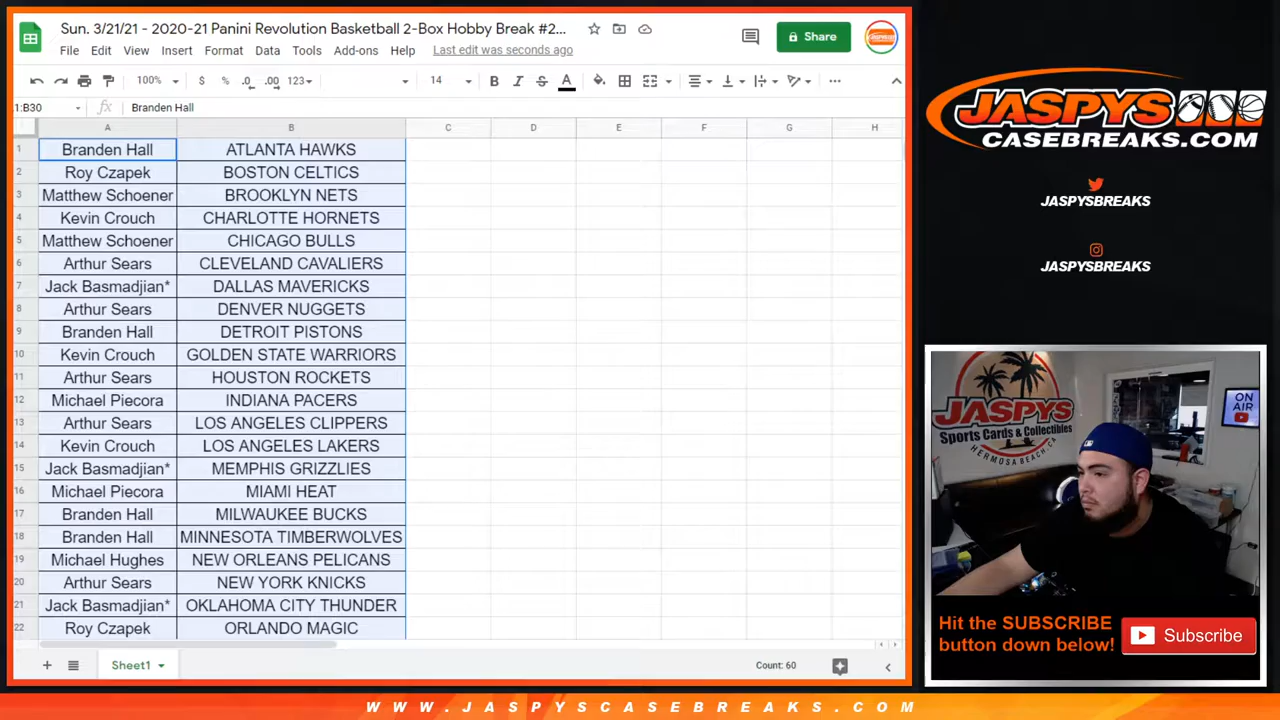 Sun. 3/21/21 - 2020-21 Panini Revolution Basketball 2-Box Hobby Break #2...
File Edit View Insert Format Data Tools Add-ons Help Last edit was seconds ago
Share
100% $ % .0 .00 123 14 B I S A
1:B30 fx Branden Hall
A B C D E F G H
1 Branden Hall ATLANTA HAWKS
2 Roy Czapek BOSTON CELTICS
3 Matthew Schoener BROOKLYN NETS
4 Kevin Crouch CHARLOTTE HORNETS
5 Matthew Schoener CHICAGO BULLS
6 Arthur Sears CLEVELAND CAVALIERS
7 Jack Basmadjian* DALLAS MAVERICKS
8 Arthur Sears DENVER NUGGETS
9 Branden Hall DETROIT PISTONS
10 Kevin Crouch GOLDEN STATE WARRIORS
11 Arthur Sears HOUSTON ROCKETS
12 Michael Piecora INDIANA PACERS
13 Arthur Sears LOS ANGELES CLIPPERS
14 Kevin Crouch LOS ANGELES LAKERS
15 Jack Basmadjian* MEMPHIS GRIZZLIES
16 Michael Piecora MIAMI HEAT
17 Branden Hall MILWAUKEE BUCKS
18 Branden Hall MINNESOTA TIMBERWOLVES
19 Michael Hughes NEW ORLEANS PELICANS
20 Arthur Sears NEW YORK KNICKS
21 Jack Basmadjian* OKLAHOMA CITY THUNDER
22 Roy Czapek ORLANDO MAGIC
Sheet1
Count: 60
JASPYS
CASEBREAKS.COM
JASPYSBREAKS
JASPYSBREAKS
JASPYS
Sports Cards & Collectibles
HERMOSA BEACH, CA
ON
AIR
Hit the SUBSCRIBE
button down below!
Subscribe
WWW.JASPYSCASEBREAKS.COM